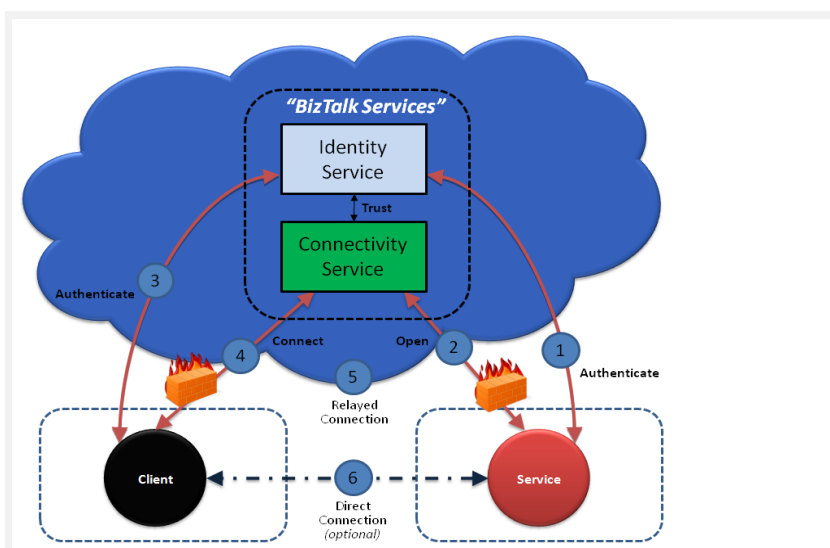 “BizTalk Services”
Identity
Service
Trust
Connectivity
Service
3
Authenticate
4
Connect
Open
2
1
Authenticate
5
Relayed
Connection
Client
6
Service
Direct
Connection
(optional)